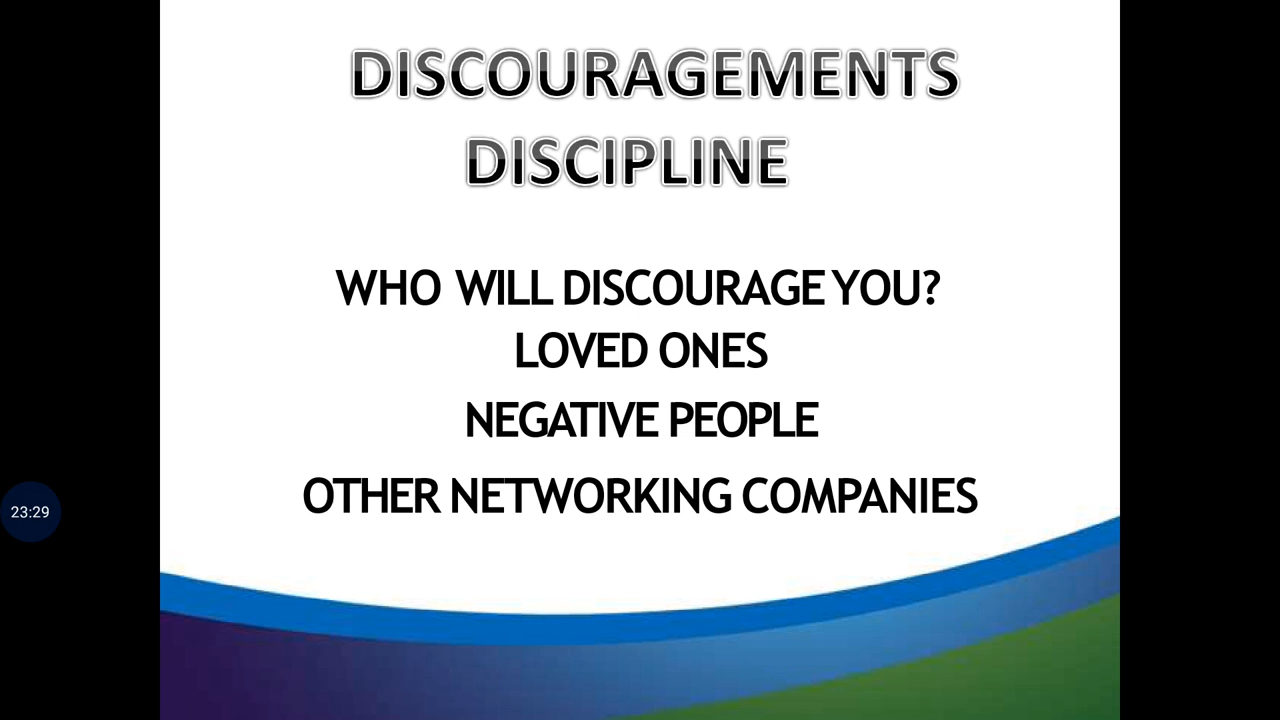 DISCOURAGEMENTS
DISCIPLINE
WHO WILL DISCOURAGE YOU?
LOVED ONES
NEGATIVE PEOPLE
OTHER NETWORKING COMPANIES
23:29